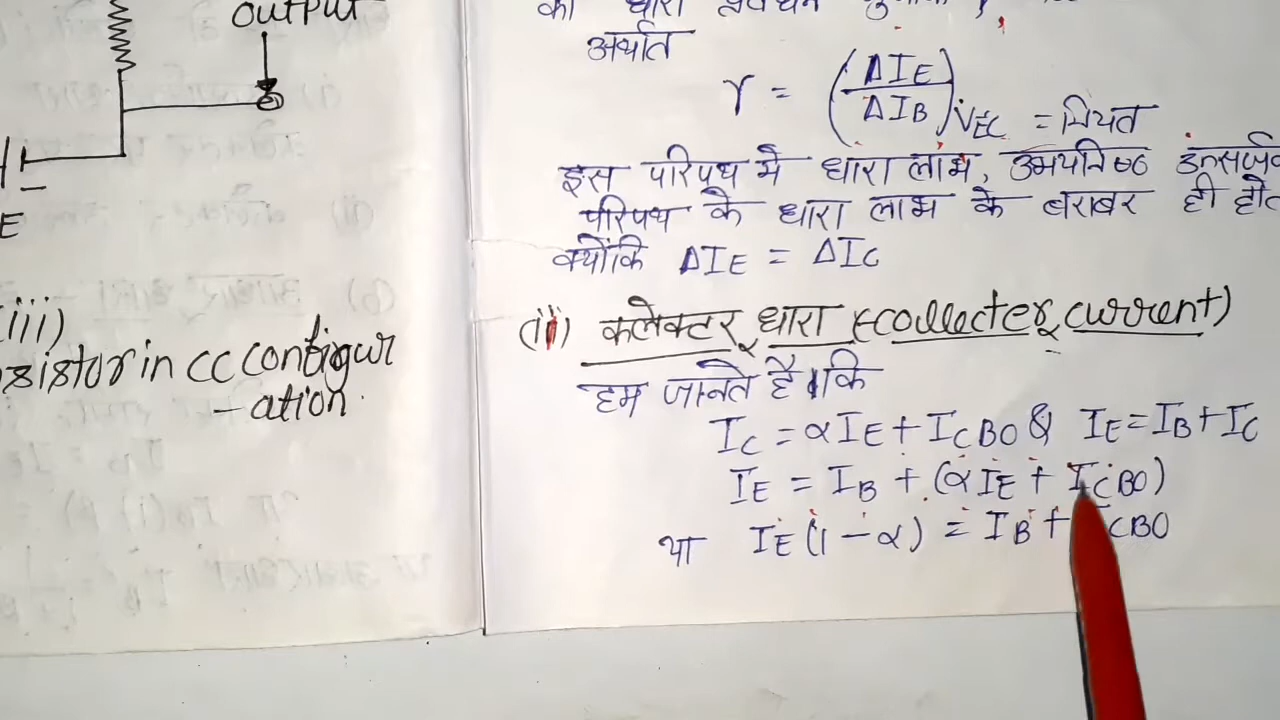 OUTPUT
E
(iii)
sistor in CC configur
-ation
अर्थात
γ = (ΔIE/ΔIB) VEC = नियत
इस परिपथ मे धारा लाभ, उभयनिष्ठ
परिपथ के धारा लाभ के बराबर ही
क्योंकि ΔIE = ΔIC
(iii) कलेक्टर धारा (collecter current)
हम जानते है। कि
IC = αIE + ICBO & IE = IB + IC
IE = IB + (αIE + ICBO)
या IE (1 - α) = IB + ICBO